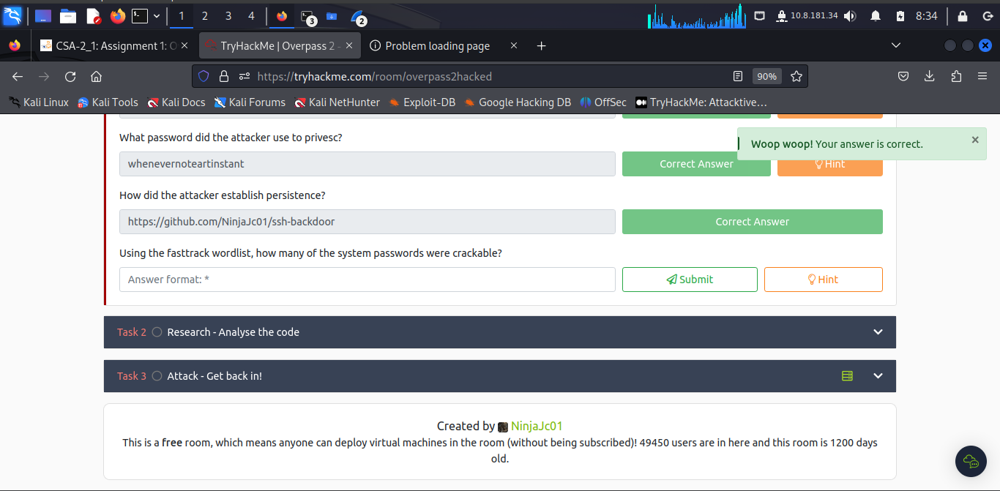 1 2 3 4 3 2 10.8.181.34 8:34
CSA-2_1: Assignment 1: O TryHackMe | Overpass 2 - Problem loading page
https://tryhackme.com/room/overpass2hacked 90%
Kali Linux Kali Tools Kali Docs Kali Forums Kali NetHunter Exploit-DB Google Hacking DB OffSec TryHackMe: Attacktive…
What password did the attacker use to privesc?
Woop woop! Your answer is correct.
whenevernoteartinstant Correct Answer Hint
How did the attacker establish persistence?
https://github.com/NinjaJc01/ssh-backdoor Correct Answer
Using the fasttrack wordlist, how many of the system passwords were crackable?
Answer format: * Submit Hint
Task 2 Research - Analyse the code
Task 3 Attack - Get back in!
Created by NinjaJc01
This is a free room, which means anyone can deploy virtual machines in the room (without being subscribed)! 49450 users are in here and this room is 1200 days
old.